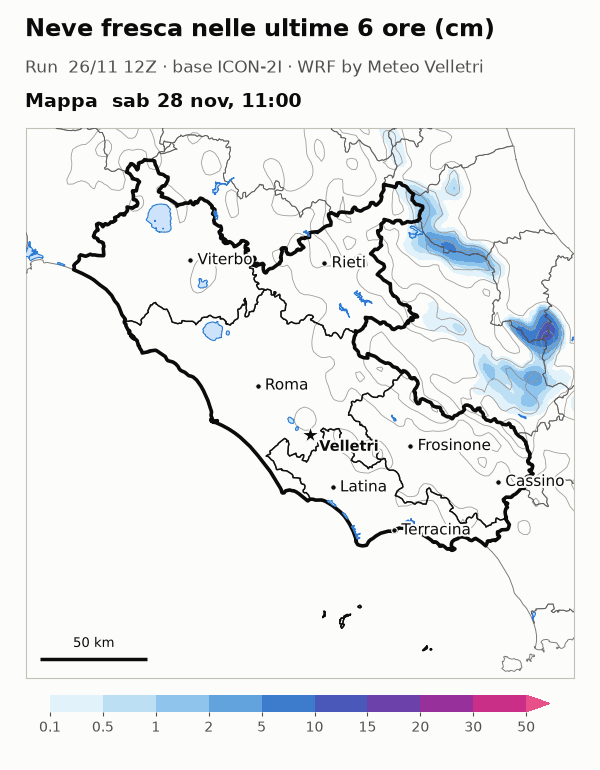 Neve fresca nelle ultime 6 ore (cm)
Run 26/11 12Z · base ICON-2I · WRF by Meteo Velletri
Mappa sab 28 nov, 11:00
Viterbo
Rieti
Roma
Velletri
Frosinone
Latina
Cassino
Terracina
50 km
0.1 0.5 1 2 5 10 15 20 30 50